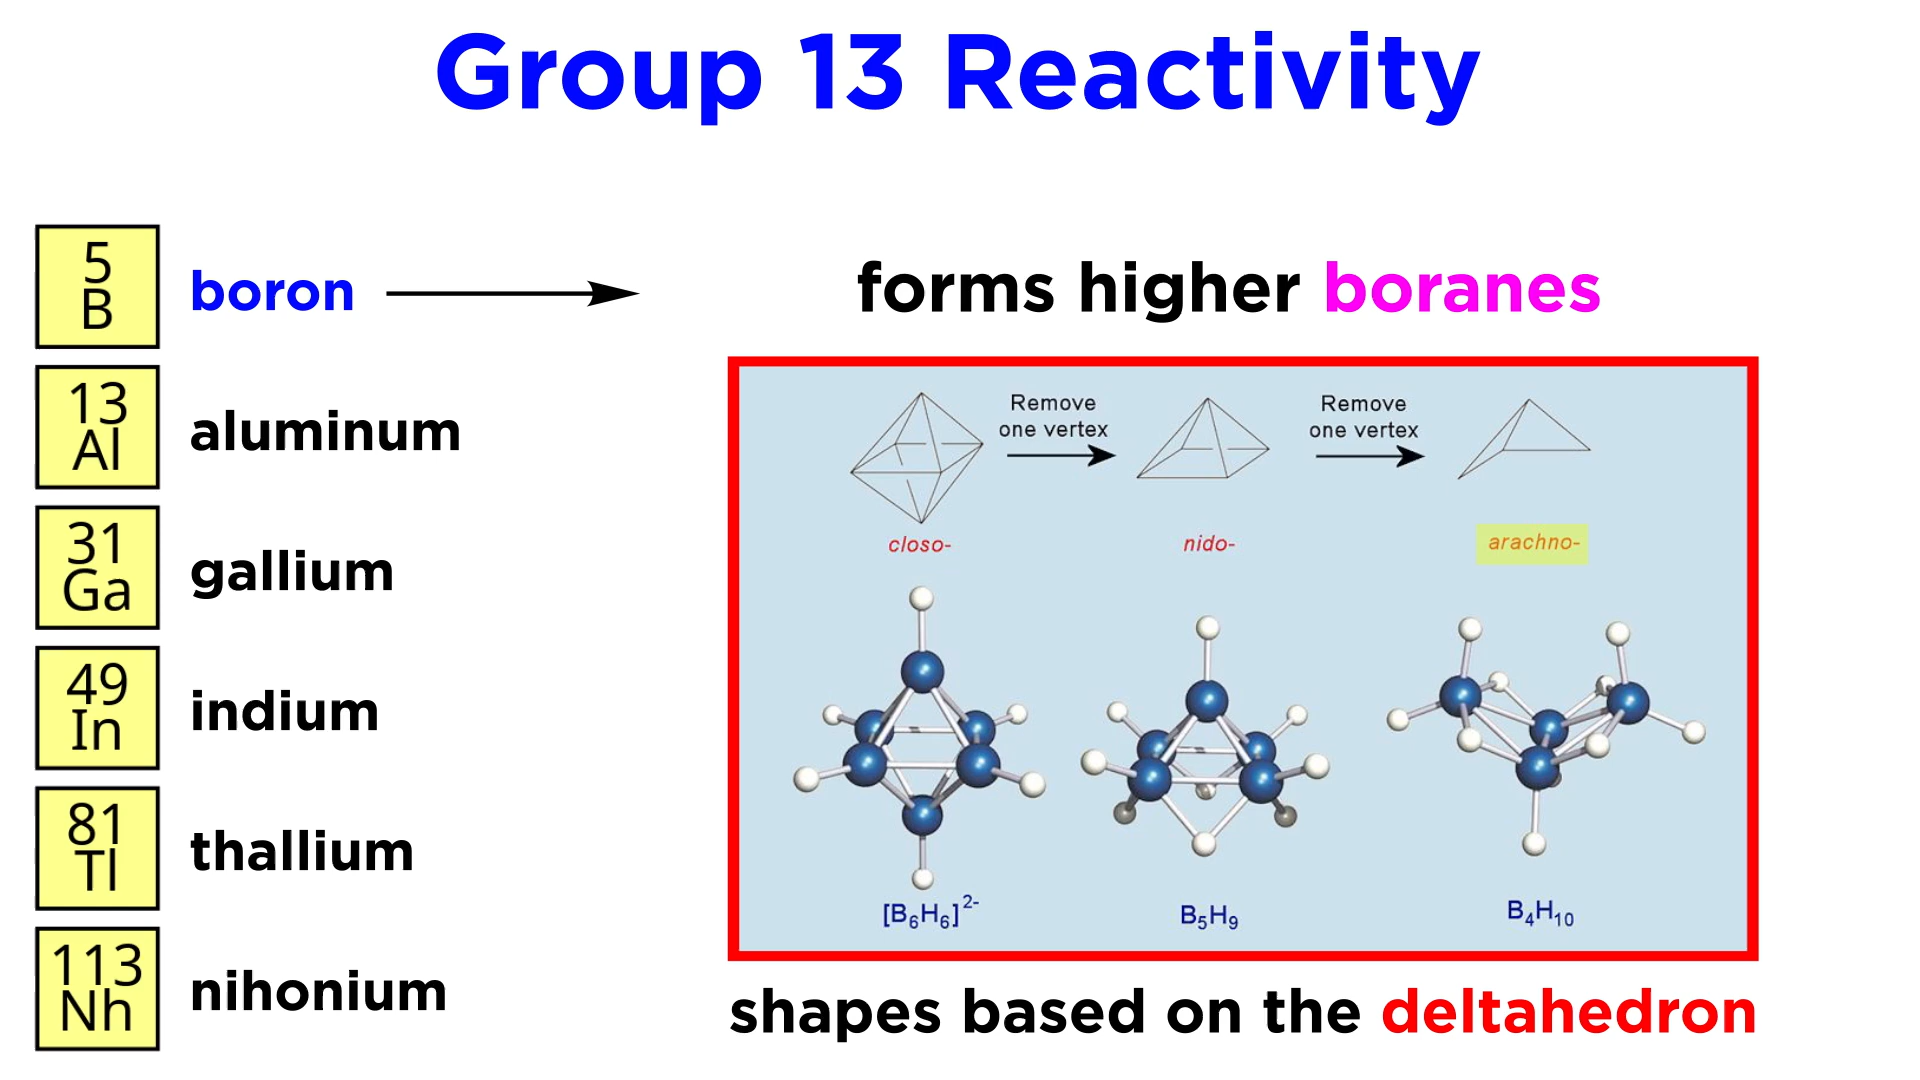 Group 13 Reactivity
5
B
boron
13
Al
aluminum
31
Ga
gallium
49
In
indium
81
Tl
thallium
113
Nh
nihonium
forms higher boranes
Remove
one vertex
Remove
one vertex
closo-
nido-
arachno-
[B₆H₆]²⁻
B₅H₉
B₄H₁₀
shapes based on the deltahedron